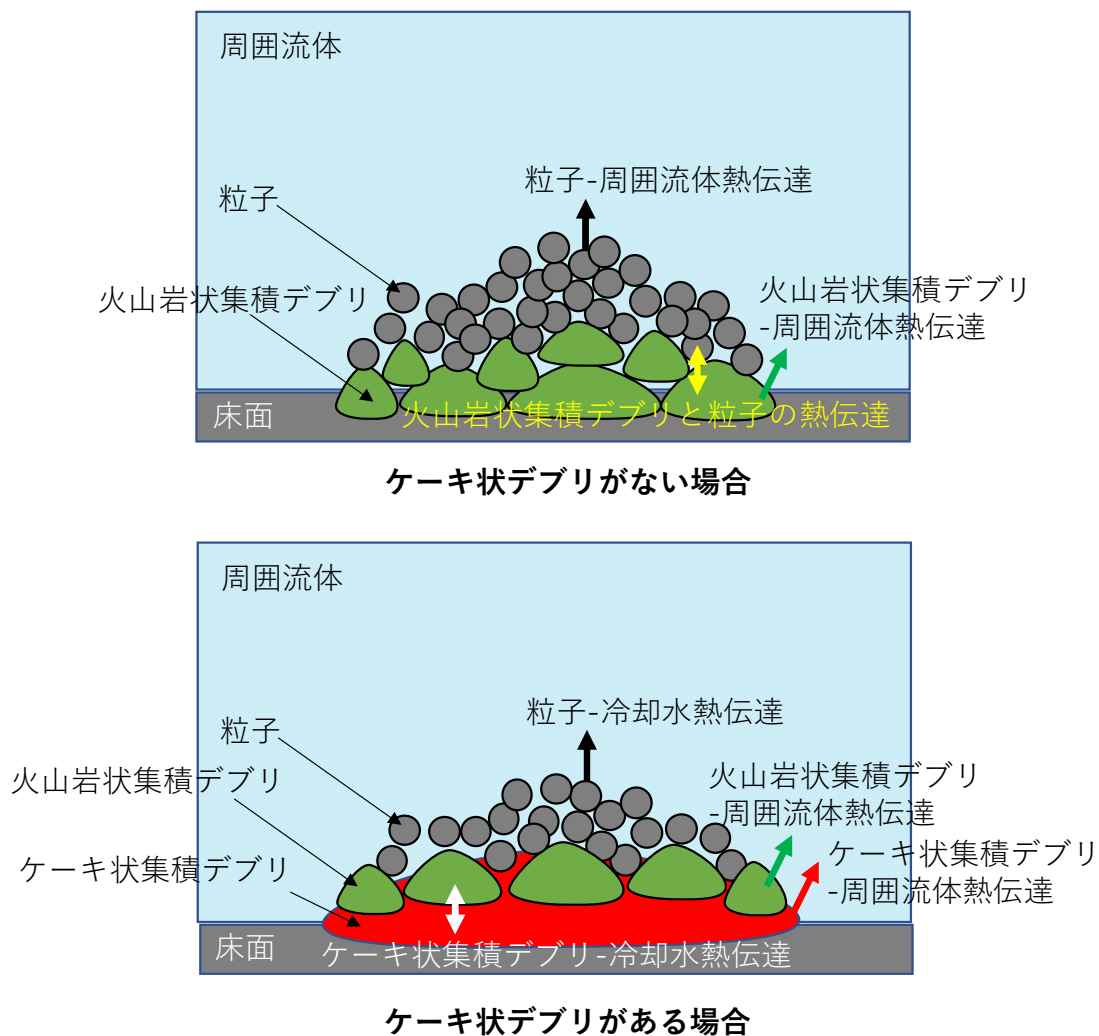 周囲流体
粒子-周囲流体熱伝達
粒子
火山岩状集積デブリ
火山岩状集積デブリ
-周囲流体熱伝達
床面
火山岩状集積デブリと粒子の熱伝達
ケーキ状デブリがない場合
周囲流体
粒子-冷却水熱伝達
粒子
火山岩状集積デブリ
火山岩状集積デブリ
-周囲流体熱伝達
ケーキ状集積デブリ
ケーキ状集積デブリ
-周囲流体熱伝達
床面
ケーキ状集積デブリ-冷却水熱伝達
ケーキ状デブリがある場合